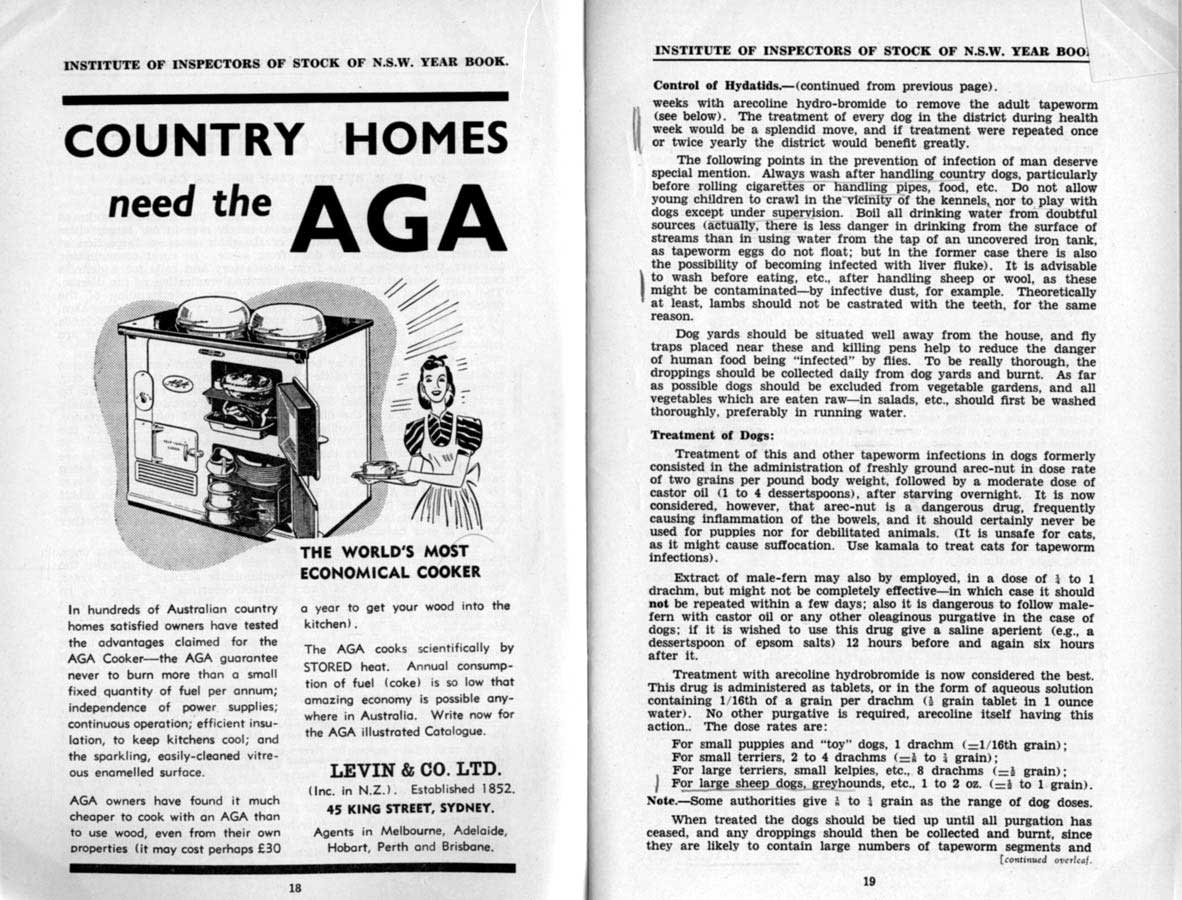 INSTITUTE OF INSPECTORS OF STOCK OF N.S.W. YEAR BOOK.
COUNTRY HOMES
need the AGA
THE WORLD'S MOST
ECONOMICAL COOKER
In hundreds of Australian country
homes satisfied owners have tested
the advantages claimed for the
AGA Cooker—the AGA guarantee
never to burn more than a small
fixed quantity of fuel per annum;
independence of power supplies;
continuous operation; efficient insu-
lation, to keep kitchens cool; and
the sparkling, easily-cleaned vitre-
ous enamelled surface.
AGA owners have found it much
cheaper to cook with an AGA than
to use wood, even from their own
properties (it may cost perhaps £30
a year to get your wood into the
kitchen).
The AGA cooks scientifically by
STORED heat. Annual consump-
tion of fuel (coke) is so low that
amazing economy is possible any-
where in Australia. Write now for
the AGA illustrated Catalogue.
LEVIN & CO. LTD.
(Inc. in N.Z.). Established 1852.
45 KING STREET, SYDNEY.
Agents in Melbourne, Adelaide,
Hobart, Perth and Brisbane.
18
INSTITUTE OF INSPECTORS OF STOCK OF N.S.W. YEAR BOO
Control of Hydatids.—(continued from previous page).
weeks with arecoline hydro-bromide to remove the adult tapeworm
(see below). The treatment of every dog in the district during health
week would be a splendid move, and if treatment were repeated once
or twice yearly the district would benefit greatly.
The following points in the prevention of infection of man deserve
special mention. Always wash after handling country dogs, particularly
before rolling cigarettes or handling pipes, food, etc. Do not allow
young children to crawl in the vicinity of the kennels, nor to play with
dogs except under supervision. Boil all drinking water from doubtful
sources (actually, there is less danger in drinking from the surface of
streams than in using water from the tap of an uncovered iron tank,
as tapeworm eggs do not float; but in the former case there is also
the possibility of becoming infected with liver fluke). It is advisable
to wash before eating, etc., after handling sheep or wool, as these
might be contaminated—by infective dust, for example. Theoretically
at least, lambs should not be castrated with the teeth, for the same
reason.
Dog yards should be situated well away from the house, and fly
traps placed near these and killing pens help to reduce the danger
of human food being "infected" by flies. To be really thorough, the
droppings should be collected daily from dog yards and burnt. As far
as possible dogs should be excluded from vegetable gardens, and all
vegetables which are eaten raw—in salads, etc., should first be washed
thoroughly, preferably in running water.
Treatment of Dogs:
Treatment of this and other tapeworm infections in dogs formerly
consisted in the administration of freshly ground arec-nut in dose rate
of two grains per pound body weight, followed by a moderate dose of
castor oil (1 to 4 dessertspoons), after starving overnight. It is now
considered, however, that arec-nut is a dangerous drug, frequently
causing inflammation of the bowels, and it should certainly never be
used for puppies nor for debilitated animals. (It is unsafe for cats,
as it might cause suffocation. Use kamala to treat cats for tapeworm
infections).
Extract of male-fern may also by employed, in a dose of to 1
drachm, but might not be completely effective—in which case it should
not be repeated within a few days; also it is dangerous to follow male-
fern with castor oil or any other oleaginous purgative in the case of
dogs; if it is wished to use this drug give a saline aperient (e.g., a
dessertspoon of epsom salts) 12 hours before and again six hours
after it.
Treatment with arecoline hydrobromide is now considered the best.
This drug is administered as tablets, or in the form of aqueous solution
containing 1/16th of a grain per drachm (½ grain tablet in 1 ounce
water). No other purgative is required, arecoline itself having this
action.. The dose rates are:
For small puppies and "toy" dogs, 1 drachm (=1/16th grain);
For small terriers, 2 to 4 drachms (=⅛ to ¼ grain);
For large terriers, small kelpies, etc., 8 drachms (=½ grain);
For large sheep dogs, greyhounds, etc., 1 to 2 oz. (=½ to 1 grain).
Note.—Some authorities give to grain as the range of dog doses.
When treated the dogs should be tied up until all purgation has
ceased, and any droppings should then be collected and burnt, since
they are likely to contain large numbers of tapeworm segments and
[continued overleaf.
19